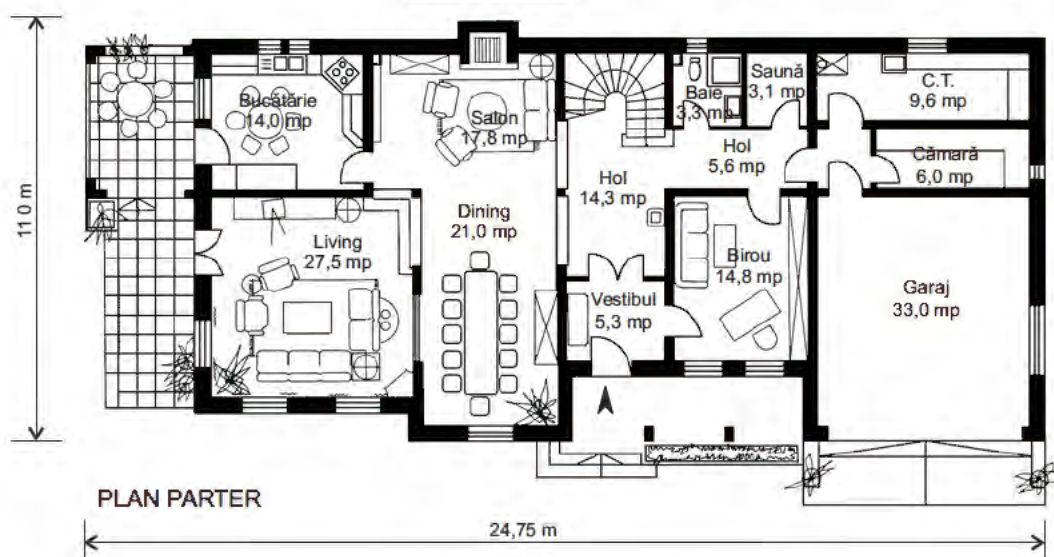 Bucătărie
14,0 mp
Salon
17,8 mp
Baie
3,3 mp
Saună
3,1 mp
C.T.
9,6 mp
Hol
5,6 mp
Cămară
6,0 mp
Hol
14,3 mp
Dining
21,0 mp
Living
27,5 mp
Birou
14,8 mp
Vestibul
5,3 mp
Garaj
33,0 mp
11 0 m
PLAN PARTER
24,75 m